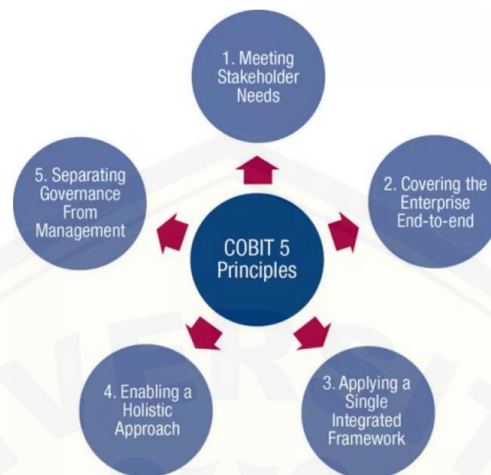 1. Meeting
Stakeholder
Needs
2. Covering the
Enterprise
End-to-end
3. Applying a
Single
Integrated
Framework
4. Enabling a
Holistic
Approach
5. Separating
Governance
From
Management
COBIT 5
Principles